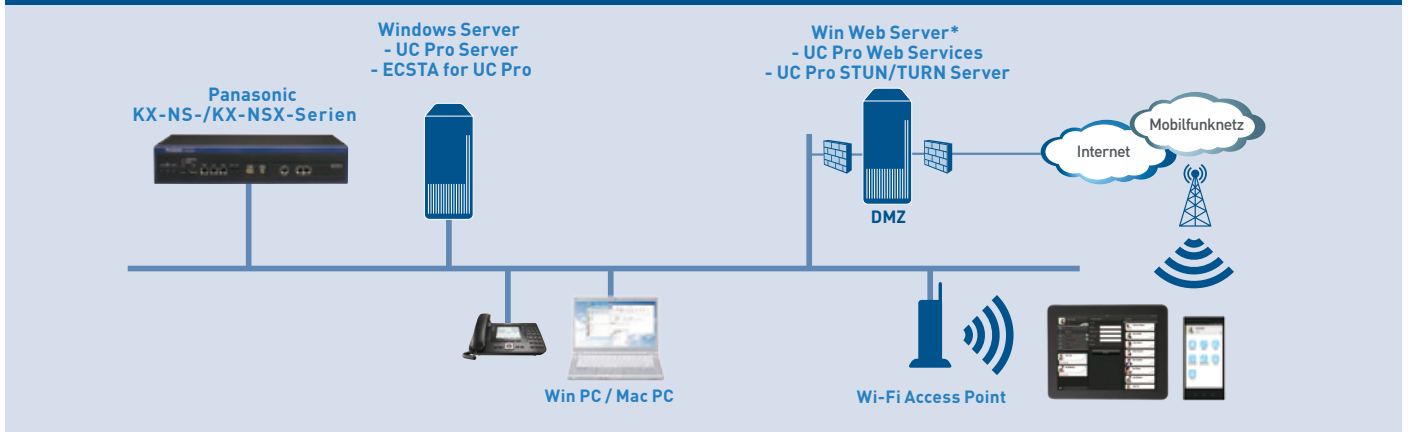 Windows Server
- UC Pro Server
- ECSTA for UC Pro
Win Web Server*
- UC Pro Web Services
- UC Pro STUN/TURN Server
Panasonic
KX-NS-/KX-NSX-Serien
Mobilfunknetz
Internet
DMZ
Win PC / Mac PC
Wi-Fi Access Point